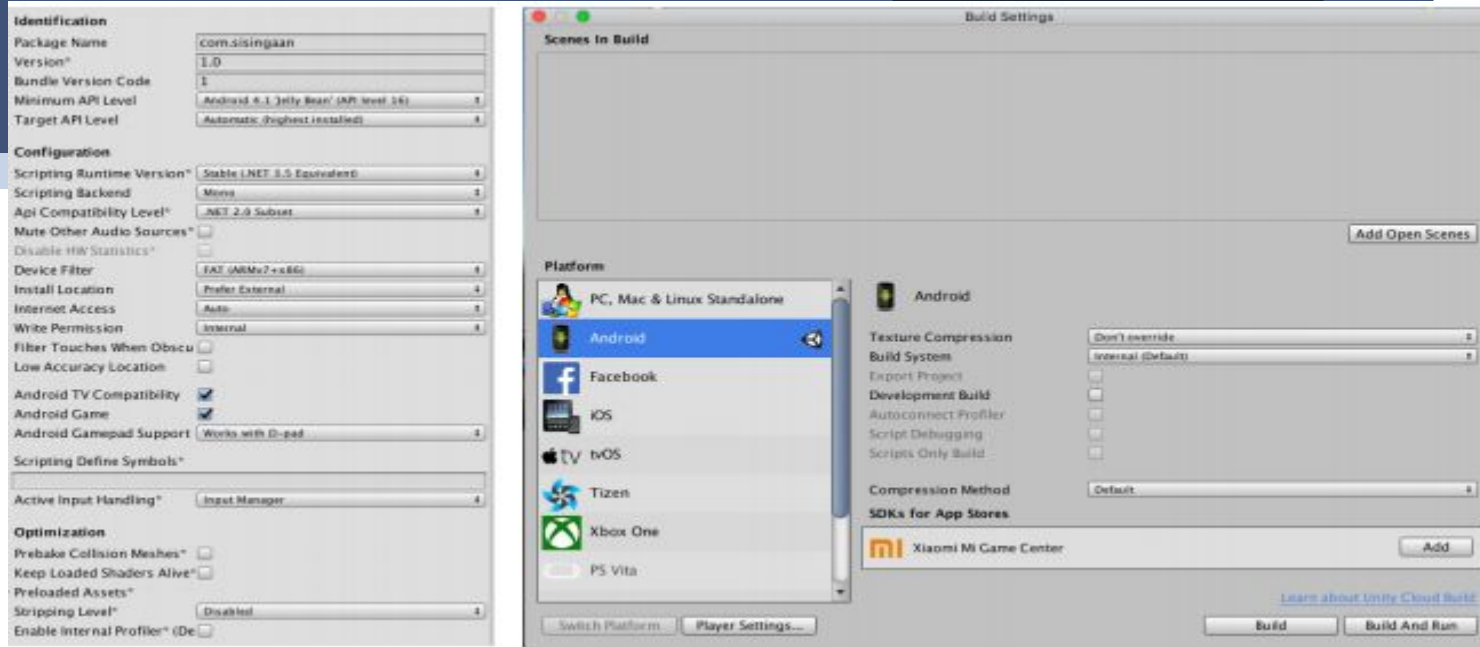 Identification
Package Name com.sisingaan
Version* 1.0
Bundle Version Code 1
Minimum API Level Android 4.1 'Jelly Bean' (API level 16)
Target API Level Automatic (highest installed)
Configuration
Scripting Runtime Version* Stable (.NET 3.5 Equivalent)
Scripting Backend Mono
Api Compatibility Level* .NET 2.0 Subset
Mute Other Audio Sources*
Disable HW Statistics*
Device Filter FAT (ARMv7+x86)
Install Location Prefer External
Internet Access Auto
Write Permission Internal
Filter Touches When Obscu
Low Accuracy Location
Android TV Compatibility
Android Game
Android Gamepad Support Works with D-pad
Scripting Define Symbols*
Active Input Handling* Input Manager
Optimization
Prebake Collision Meshes*
Keep Loaded Shaders Alive*
Preloaded Assets*
Stripping Level* Disabled
Enable Internal Profiler* (De
Build Settings
Scenes In Build
Add Open Scenes
Platform
PC, Mac & Linux Standalone
Android
Facebook
iOS
tv tvOS
Tizen
Xbox One
PS Vita
Switch Platform Player Settings...
Android
Texture Compression Don't override
Build System Internal (Default)
Export Project
Development Build
Autoconnect Profiler
Script Debugging
Scripts Only Build
Compression Method Default
SDKs for App Stores
Xiaomi Mi Game Center Add
Learn about Unity Cloud Build
Build Build And Run